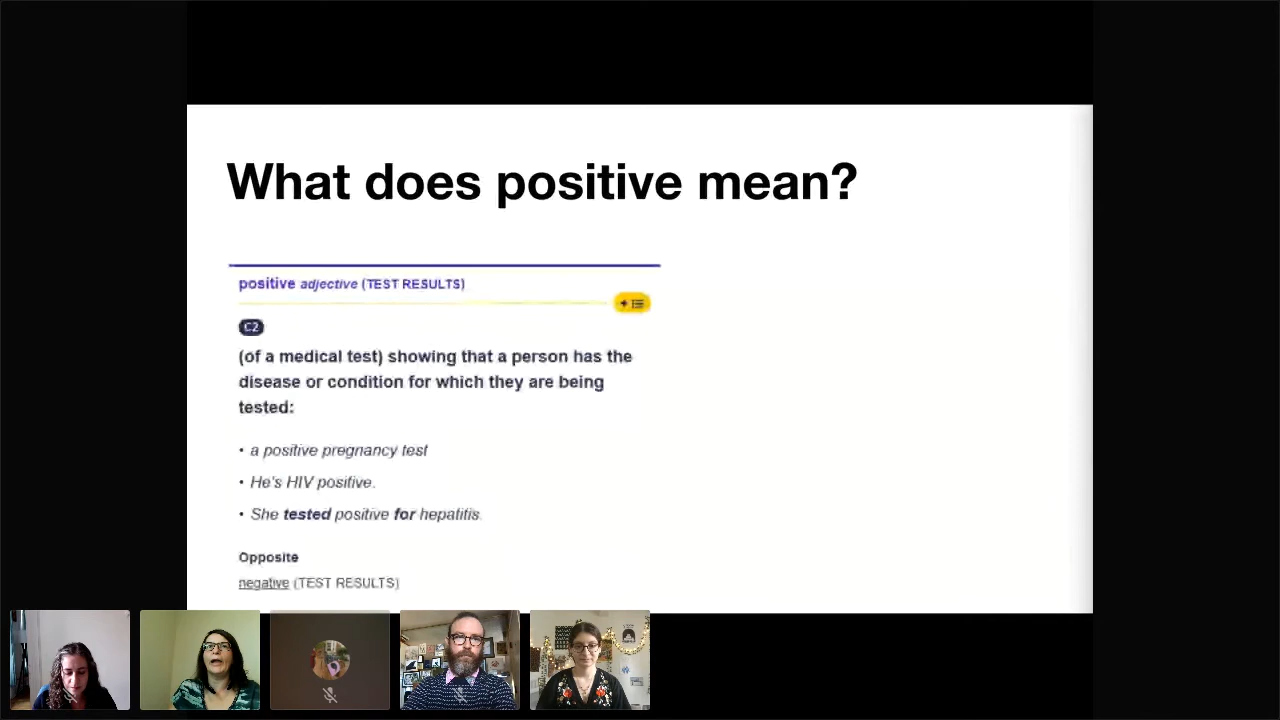 What does positive mean?
positive adjective (TEST RESULTS)
C2
(of a medical test) showing that a person has the
disease or condition for which they are being
tested:
• a positive pregnancy test
• He's HIV positive.
• She tested positive for hepatitis.
Opposite
negative (TEST RESULTS)